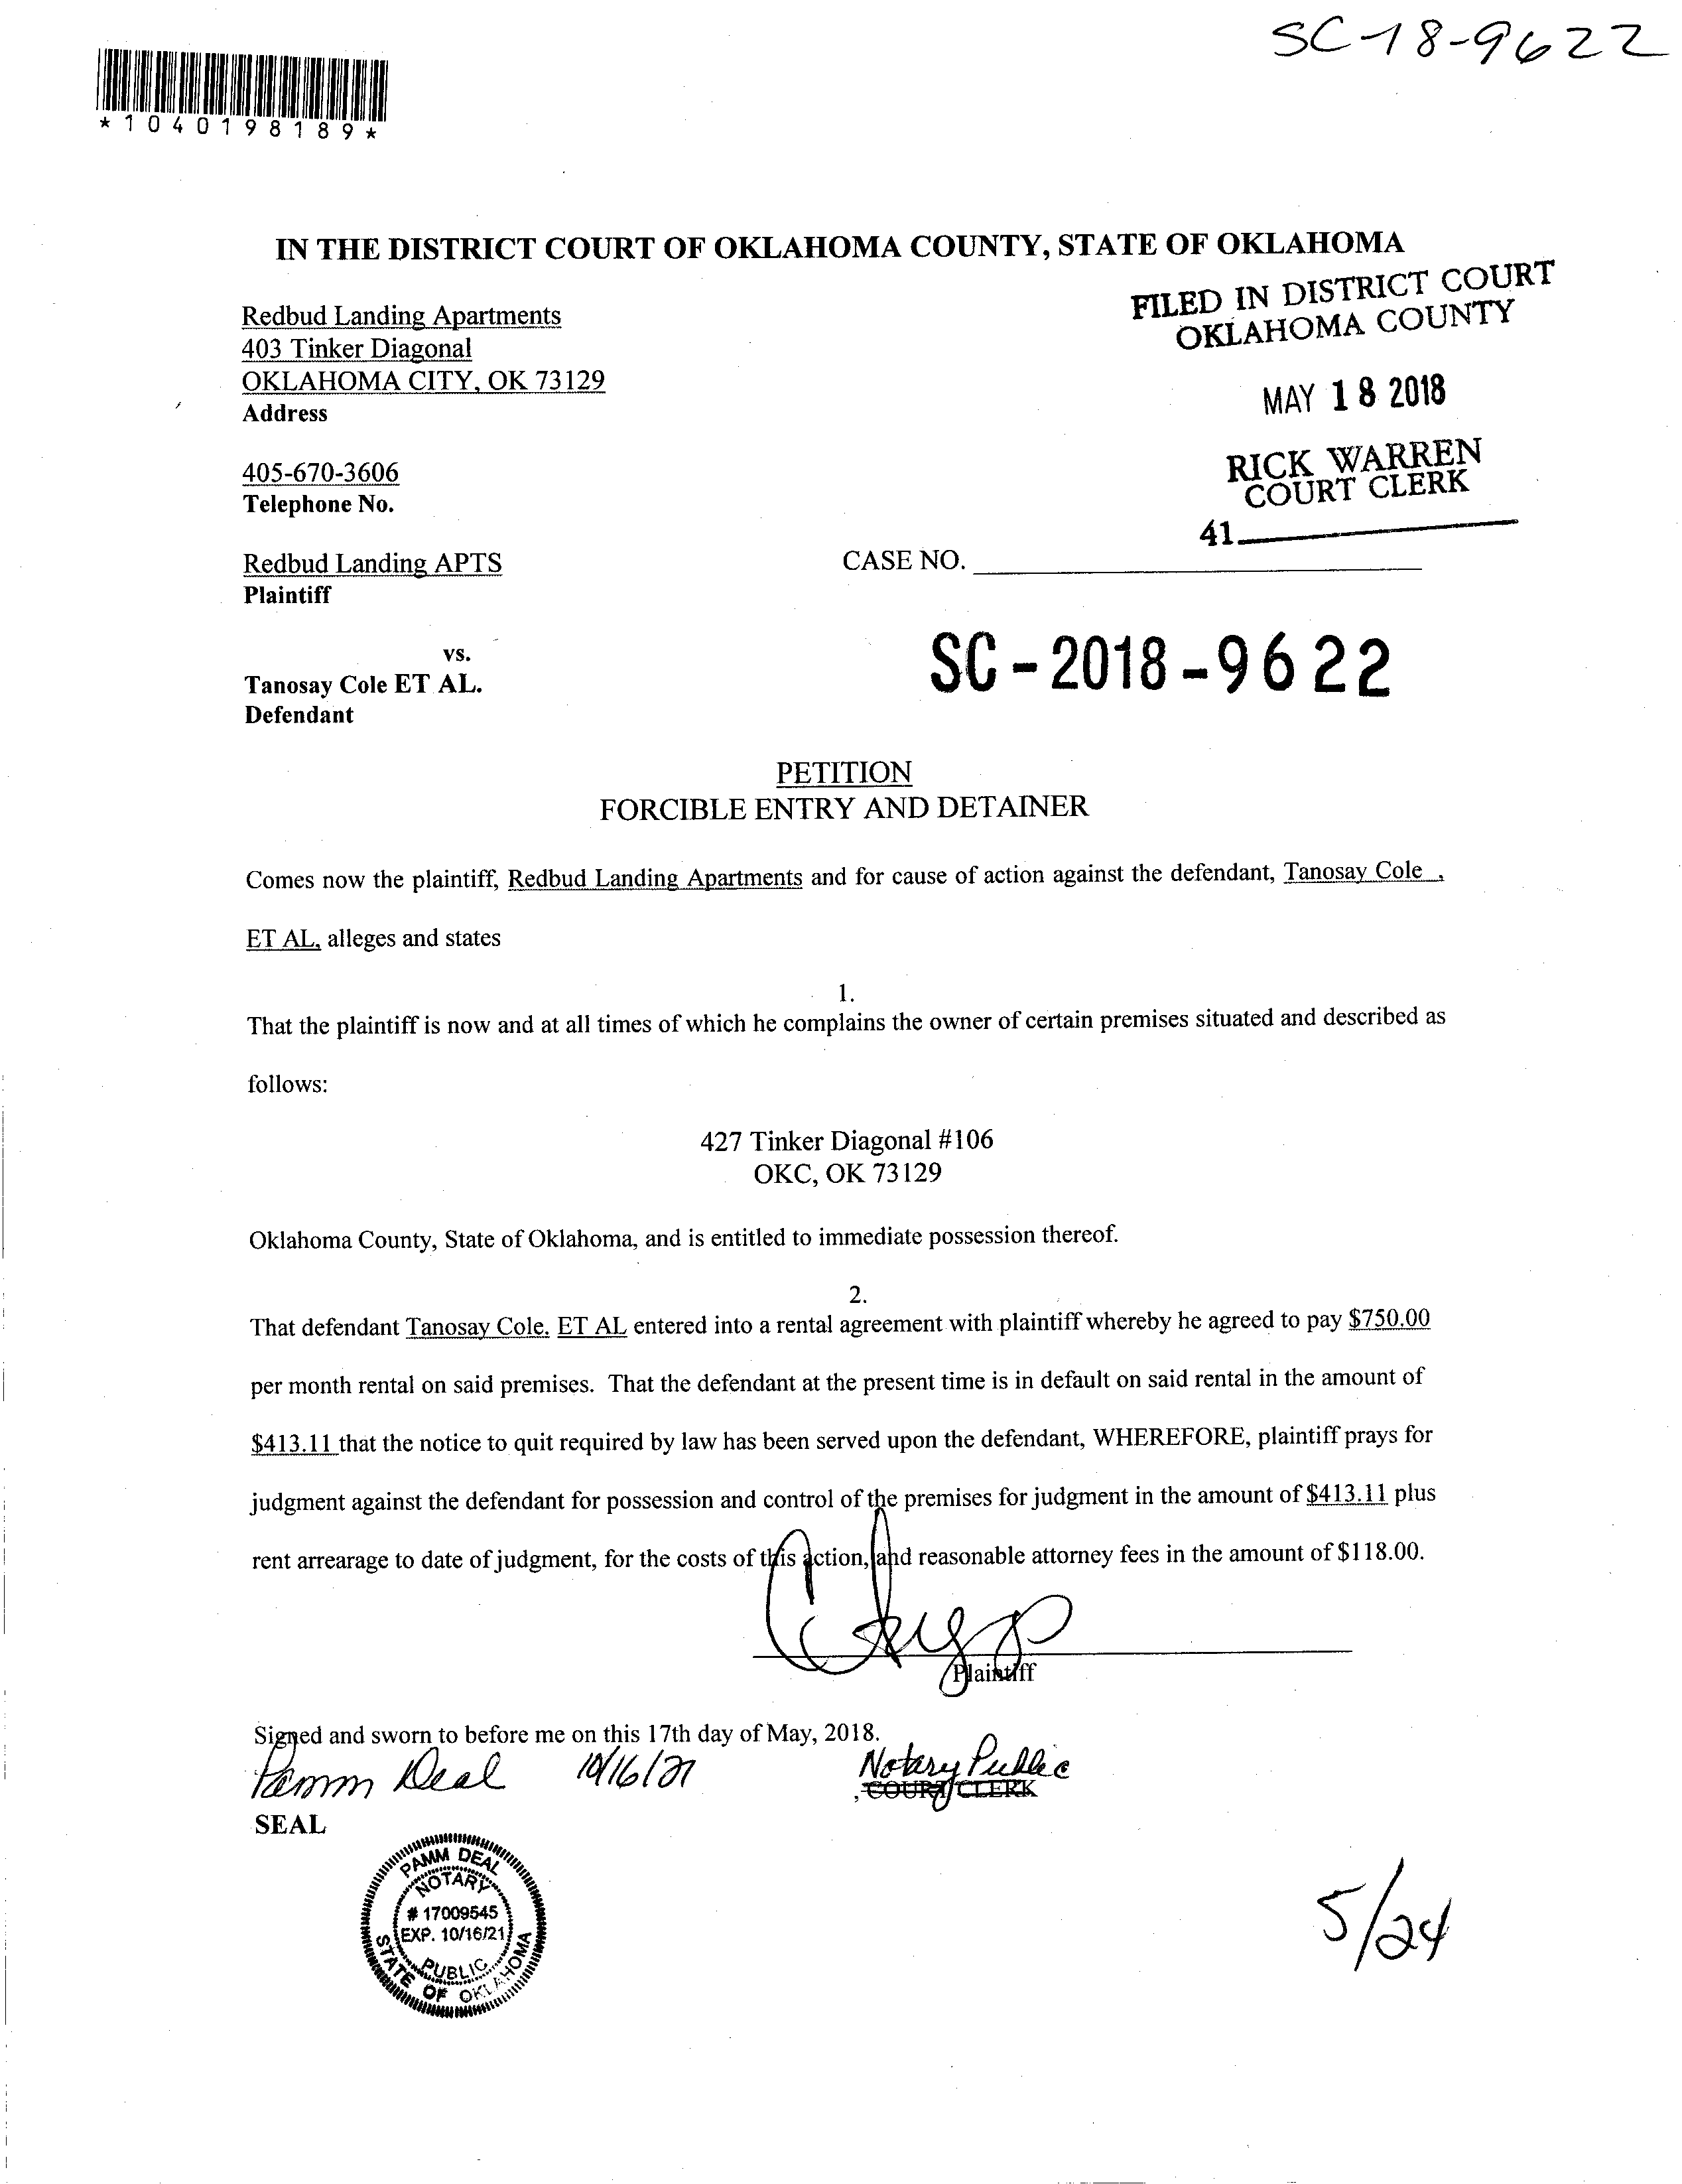 SC-18-9622
*1040198189*
IN THE DISTRICT COURT OF OKLAHOMA COUNTY, STATE OF OKLAHOMA
FILED IN DISTRICT COURT
OKLAHOMA COUNTY
MAY 18 2018
RICK WARREN
COURT CLERK
41
Redbud Landing Apartments
403 Tinker Diagonal
OKLAHOMA CITY, OK 73129
Address
405-670-3606
Telephone No.
Redbud Landing APTS
Plaintiff
CASE NO.
SC-2018-9622
vs.
Tanosay Cole ET AL.
Defendant
PETITION
FORCIBLE ENTRY AND DETAINER
Comes now the plaintiff, Redbud Landing Apartments and for cause of action against the defendant, Tanosay Cole ,
ET AL, alleges and states
1.
That the plaintiff is now and at all times of which he complains the owner of certain premises situated and described as
follows:
427 Tinker Diagonal #106
OKC, OK 73129
Oklahoma County, State of Oklahoma, and is entitled to immediate possession thereof.
2.
That defendant Tanosay Cole, ET AL entered into a rental agreement with plaintiff whereby he agreed to pay $750.00
per month rental on said premises. That the defendant at the present time is in default on said rental in the amount of
$413.11 that the notice to quit required by law has been served upon the defendant, WHEREFORE, plaintiff prays for
judgment against the defendant for possession and control of the premises for judgment in the amount of $413.11 plus
rent arrearage to date of judgment, for the costs of this action, and reasonable attorney fees in the amount of $118.00.
Plaintiff
Signed and sworn to before me on this 17th day of May, 2018.
Pamm Deal 10/16/21 Notary Public
, COURT CLERK
SEAL
PAMM DEAL
NOTARY
# 17009545
EXP. 10/16/21
PUBLIC
STATE OF OKLAHOMA
5/24